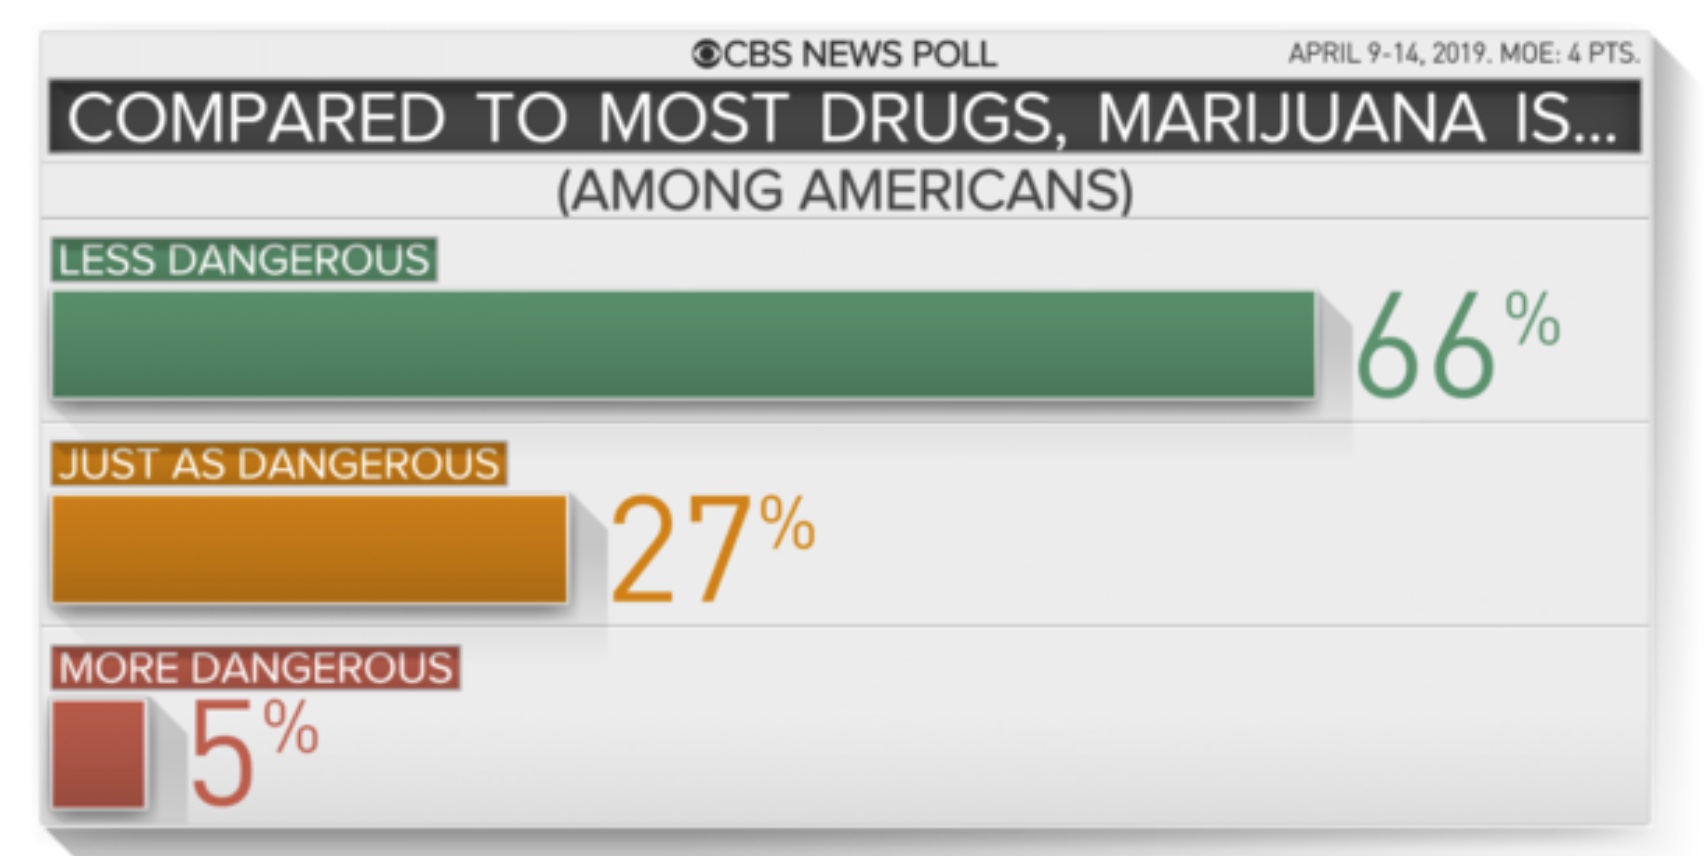 CBS NEWS POLL
APRIL 9-14, 2019. MOE: 4 PTS.
COMPARED TO MOST DRUGS, MARIJUANA IS...
(AMONG AMERICANS)
LESS DANGEROUS
66%
JUST AS DANGEROUS
27%
MORE DANGEROUS
5%